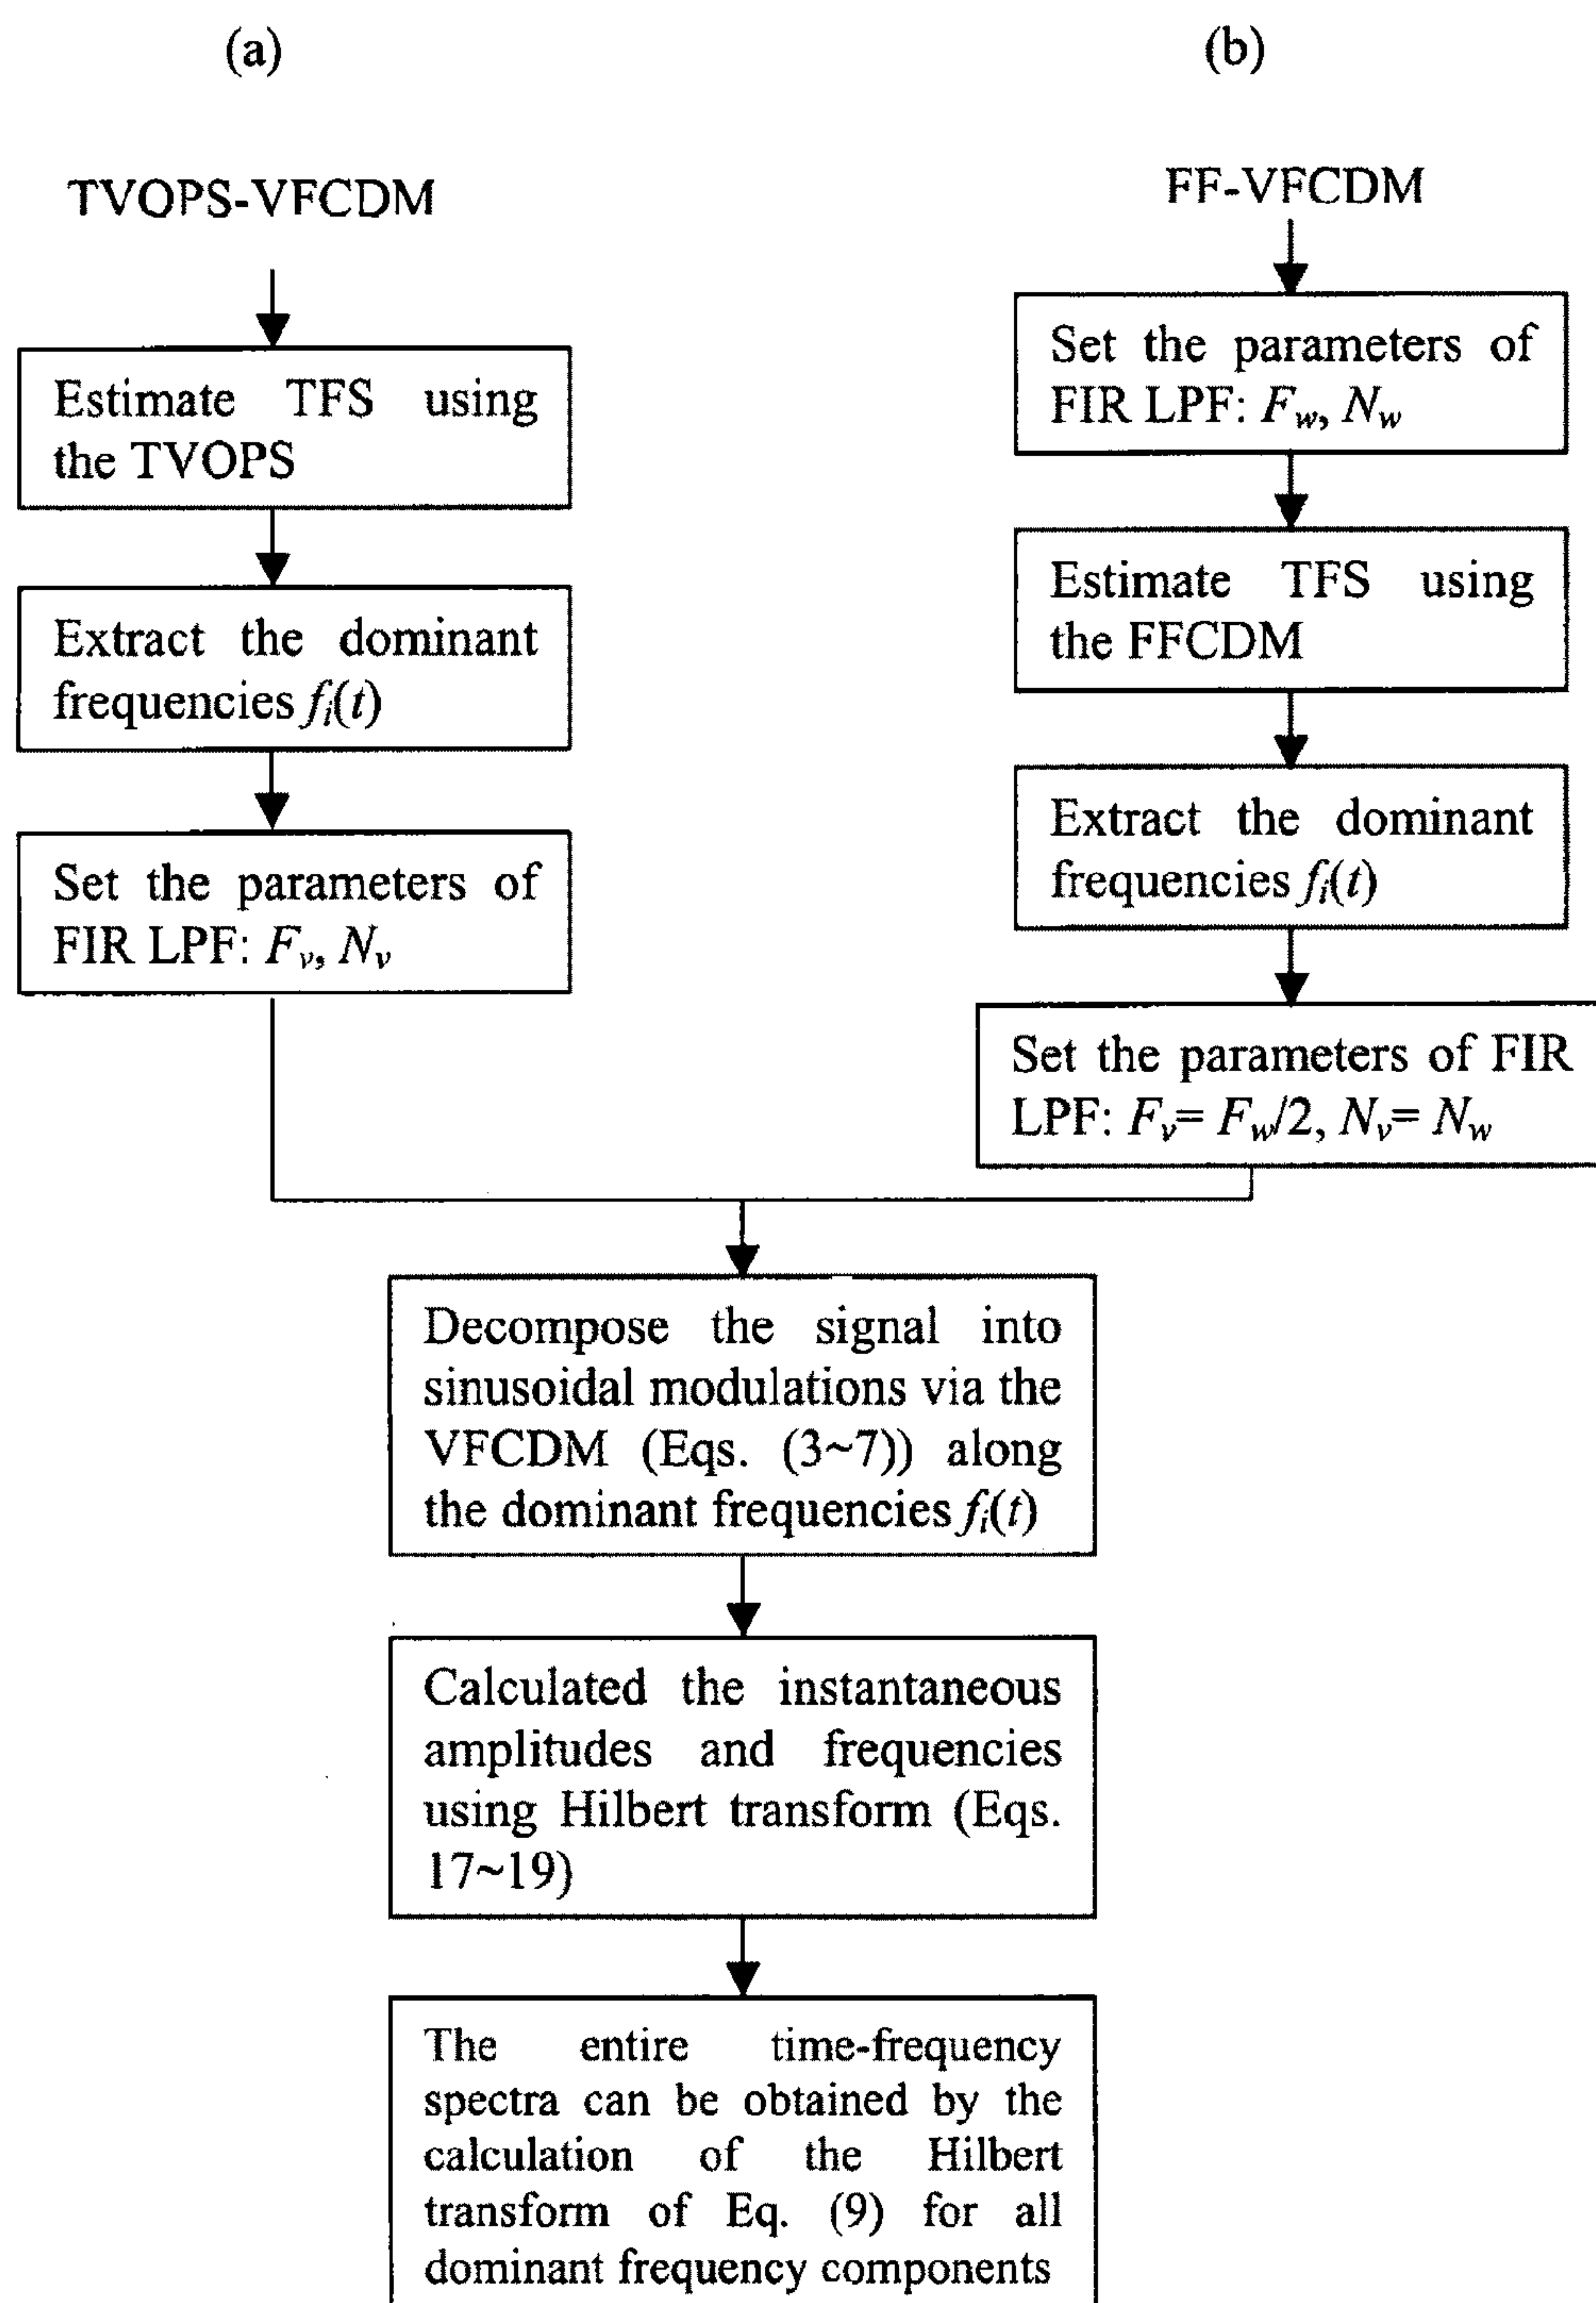 (a)
TVOPS-VFCDM
Estimate TFS using
the TVOPS
Extract the dominant
frequencies fi(t)
Set the parameters of
FIR LPF: Fv, Nv
(b)
FF-VFCDM
Set the parameters of
FIR LPF: Fw, Nw
Estimate TFS using
the FFCDM
Extract the dominant
frequencies fi(t)
Set the parameters of FIR
LPF: Fv= Fw/2, Nv= Nw
Decompose the signal into
sinusoidal modulations via the
VFCDM (Eqs. (3~7)) along
the dominant frequencies fi(t)
Calculated the instantaneous
amplitudes and frequencies
using Hilbert transform (Eqs.
17~19)
The entire time-frequency
spectra can be obtained by the
calculation of the Hilbert
transform of Eq. (9) for all
dominant frequency components